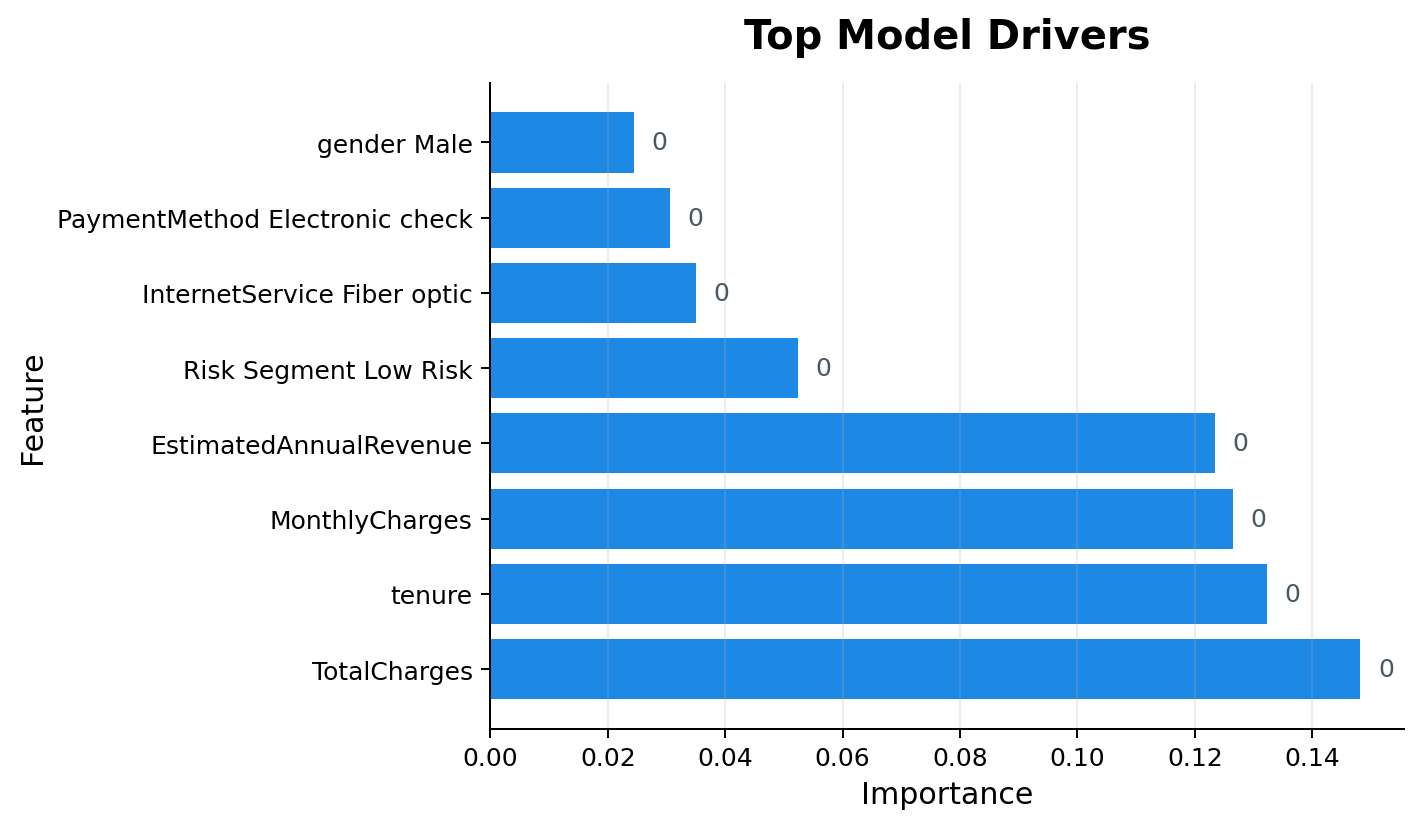 Top Model Drivers
Feature
gender Male 0
PaymentMethod Electronic check 0
InternetService Fiber optic 0
Risk Segment Low Risk 0
EstimatedAnnualRevenue 0
MonthlyCharges 0
tenure 0
TotalCharges 0
0.00 0.02 0.04 0.06 0.08 0.10 0.12 0.14
Importance